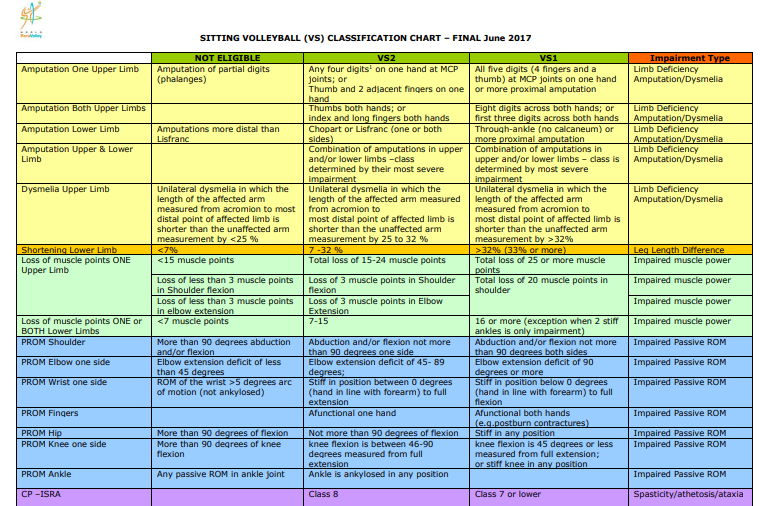 SITTING VOLLEYBALL (VS) CLASSIFICATION CHART – FINAL June 2017
NOT ELIGIBLE VS2 VS1 Impairment Type
Amputation One Upper Limb
Amputation of partial digits
(phalanges)
Any four digits¹ on one hand at MCP
joints; or
Thumb and 2 adjacent fingers on one
hand
All five digits (4 fingers and a
thumb) at MCP joints on one hand
or more proximal amputation
Limb Deficiency
Amputation/Dysmelia
Amputation Both Upper Limbs
Thumbs both hands; or
index and long fingers both hands
Eight digits across both hands; or
first three digits across both hands
Limb Deficiency
Amputation/Dysmelia
Amputation Lower Limb
Amputations more distal than
Lisfranc
Chopart or Lisfranc (one or both
sides)
Through-ankle (no calcaneum) or
more proximal amputation
Limb Deficiency
Amputation/Dysmelia
Amputation Upper & Lower
Limb
Combination of amputations in upper
and/or lower limbs –class
determined by their most severe
impairment
Combination of amputations in
upper and/or lower limbs – class is
determined by most severe
impairment
Limb Deficiency
Amputation/Dysmelia
Dysmelia Upper Limb
Unilateral dysmelia in which the
length of the affected arm
measured from acromion to most
distal point of affected limb is
shorter than the unaffected arm
measurement by <25 %
Unilateral dysmelia in which the
length of the affected arm measured
from acromion to
most distal point of affected limb is
shorter than the unaffected arm
measurement by 25 to 32 %
Unilateral dysmelia in which the
length of the affected arm
measured from acromion to
most distal point of affected limb is
shorter than the unaffected arm
measurement by >32%
Limb Deficiency
Amputation/Dysmelia
Shortening Lower Limb <7% 7 -32 % >32% (33% or more) Leg Length Difference
Loss of muscle points ONE
Upper Limb
<15 muscle points
Total loss of 15-24 muscle points
Total loss of 25 or more muscle
points
Impaired muscle power
Loss of less than 3 muscle points
in Shoulder flexion
Loss of 3 muscle points in Shoulder
flexion
Total loss of 20 muscle points in
shoulder
Impaired muscle power
Loss of less than 3 muscle points
in elbow extension
Loss of 3 muscle points in Elbow
Extension
Impaired muscle power
Loss of muscle points ONE or
BOTH Lower Limbs
<7 muscle points
7-15
16 or more (exception when 2 stiff
ankles is only impairment)
Impaired muscle power
PROM Shoulder
More than 90 degrees abduction
and/or flexion
Abduction and/or flexion not more
than 90 degrees one side
Abduction and/or flexion not more
than 90 degrees both sides
Impaired Passive ROM
PROM Elbow one side
Elbow extension deficit of less
than 45 degrees
Elbow extension deficit of 45- 89
degrees;
Elbow extension deficit of 90
degrees or more
Impaired Passive ROM
PROM Wrist one side
ROM of the wrist >5 degrees arc
of motion (not ankylosed)
Stiff in position between 0 degrees
(hand in line with forearm) to full
extension
Stiff in position below 0 degrees
(hand in line with forearm) to full
flexion
Impaired Passive ROM
PROM Fingers
Afunctional one hand
Afunctional both hands
(e.g.postburn contractures)
Impaired Passive ROM
PROM Hip More than 90 degrees of flexion Not more than 90 degrees of flexion Stiff in any position Impaired Passive ROM
PROM Knee one side
More than 90 degrees of knee
flexion
knee flexion is between 46-90
degrees measured from full
extension
knee flexion is 45 degrees or less
measured from full extension;
or stiff knee in any position
Impaired Passive ROM
PROM Ankle Any passive ROM in ankle joint Ankle is ankylosed in any position Impaired Passive ROM
CP –ISRA Class 8 Class 7 or lower Spasticity/athetosis/ataxia